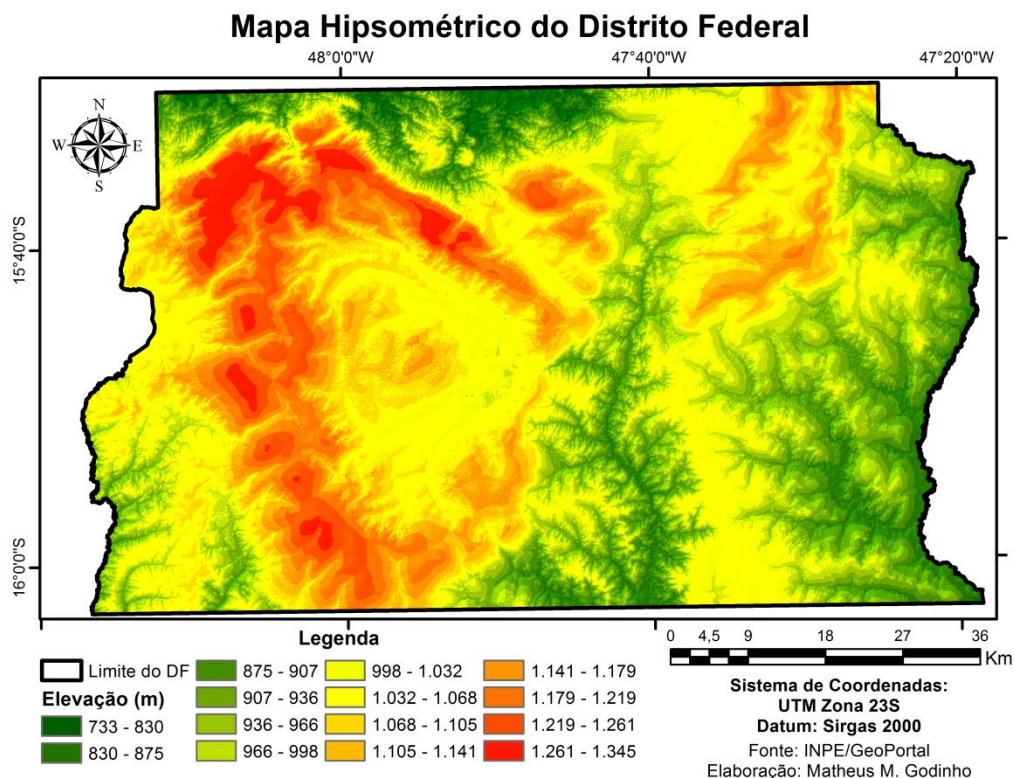 Mapa Hipsométrico do Distrito Federal
48°0'0"W
47°40'0"W
47°20'0"W
N
W
E
S
15°40'0"S
16°0'0"S
Legenda
Limite do DF
Elevação (m)
733 - 830
830 - 875
875 - 907
907 - 936
936 - 966
966 - 998
998 - 1.032
1.032 - 1.068
1.068 - 1.105
1.105 - 1.141
1.141 - 1.179
1.179 - 1.219
1.219 - 1.261
1.261 - 1.345
0 4,5 9 18 27 36
Km
Sistema de Coordenadas:
UTM Zona 23S
Datum: Sirgas 2000
Fonte: INPE/GeoPortal
Elaboração: Matheus M. Godinho